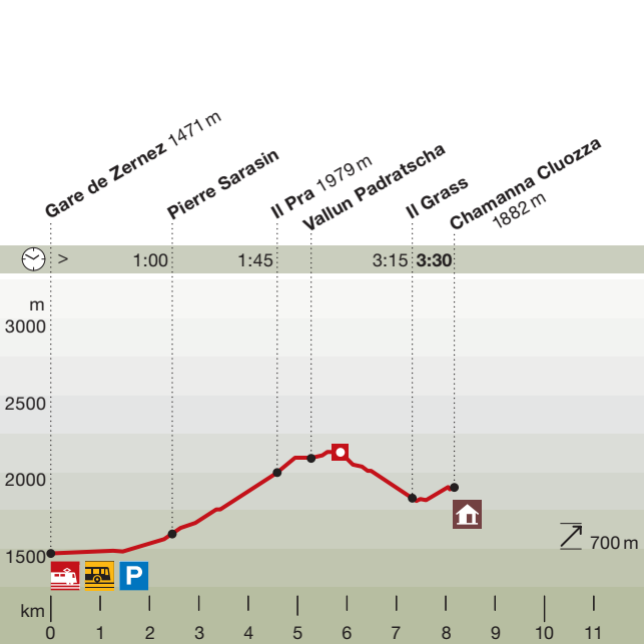 Gare de Zernez 1471 m
Pierre Sarasin
Il Pra 1979 m
Vallun Padratscha
Il Grass
Chamanna Cluozza
1882 m
> 1:00 1:45 3:15 3:30
m
3000
2500
2000
1500
700 m
P
km
0 1 2 3 4 5 6 7 8 9 10 11